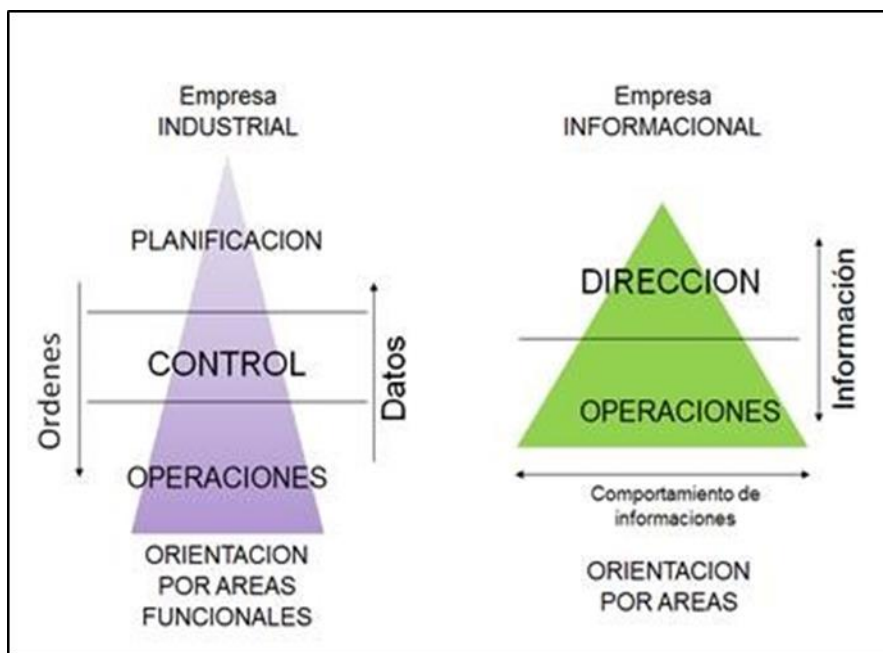 Empresa
INDUSTRIAL
PLANIFICACION
CONTROL
OPERACIONES
Ordenes
Datos
ORIENTACION
POR AREAS
FUNCIONALES
Empresa
INFORMACIONAL
DIRECCION
OPERACIONES
Información
Comportamiento de
informaciones
ORIENTACION
POR AREAS